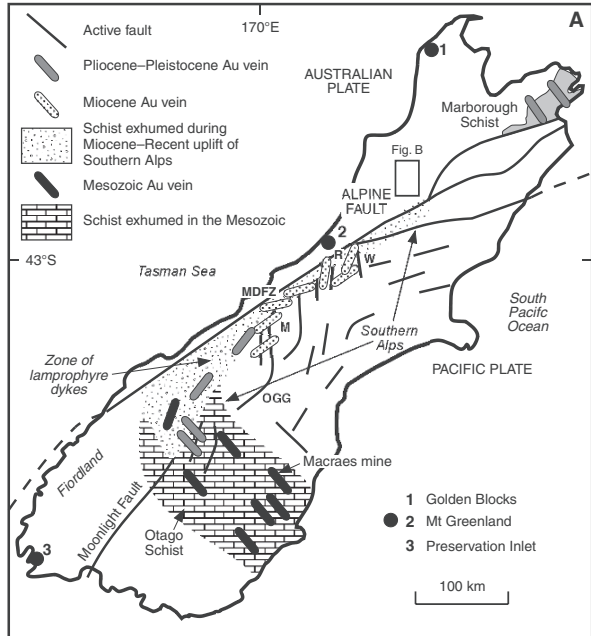 170°E
A
Active fault
Pliocene–Pleistocene Au vein
Miocene Au vein
Schist exhumed during
Miocene–Recent uplift of
Southern Alps
Mesozoic Au vein
Schist exhumed in the Mesozoic
AUSTRALIAN
PLATE
1
Marborough
Schist
Fig. B
ALPINE
FAULT
2
43°S
Tasman Sea
R
W
MDFZ
M
Southern
Alps
South
Pacifc
Ocean
PACIFIC PLATE
Zone of
lamprophyre
dykes
OGG
Fiordland
Moonlight Fault
Macraes mine
Otago
Schist
3
1 Golden Blocks
2 Mt Greenland
3 Preservation Inlet
100 km